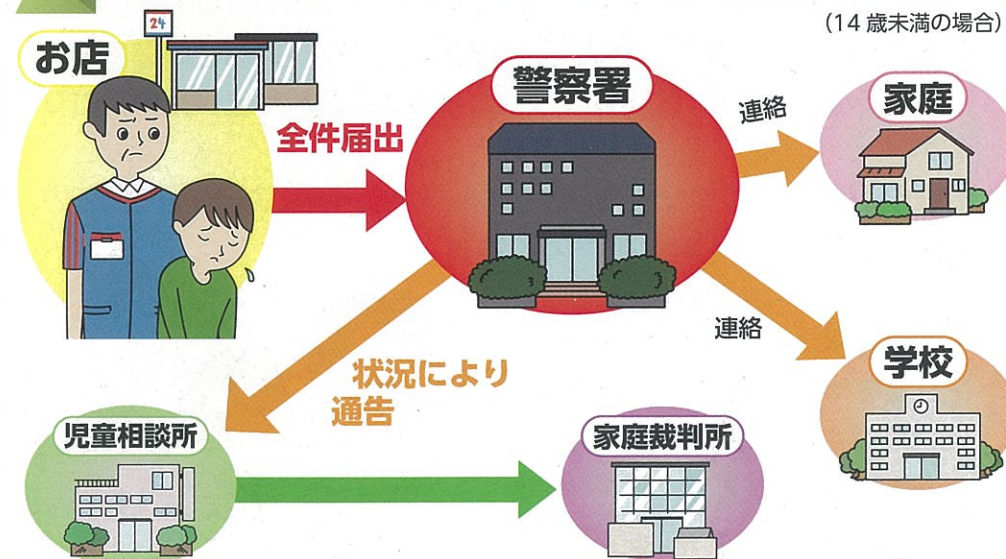 (14歳未満の場合)
24
お店
警察署
家庭
連絡
全件届出
連絡
学校
状況により
通告
児童相談所
家庭裁判所